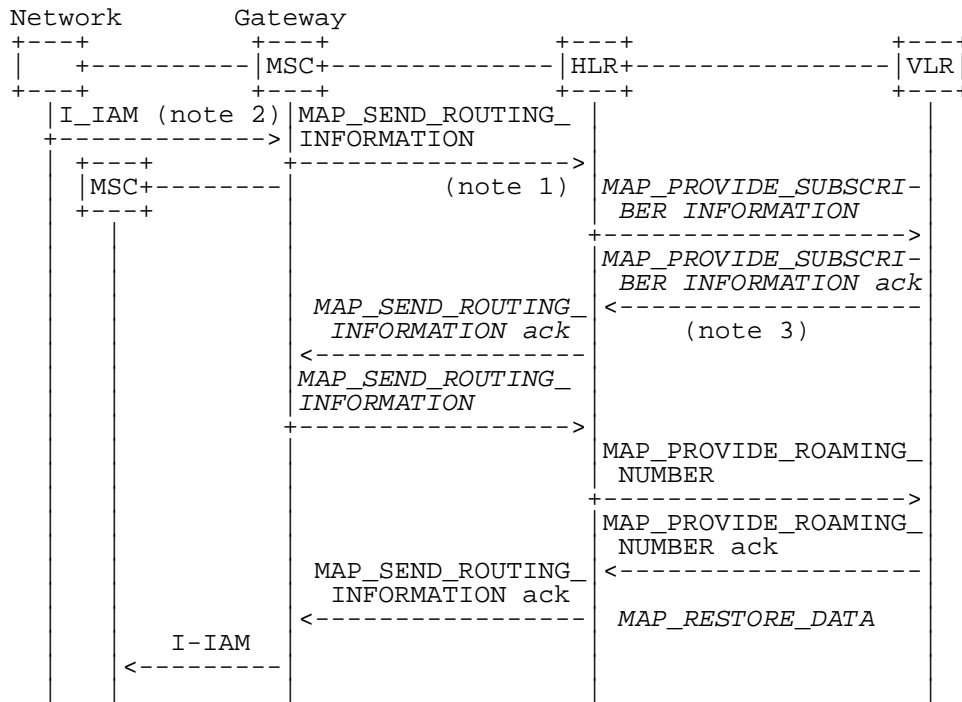 Network Gateway
MSC HLR VLR
I_IAM (note 2) MAP_SEND_ROUTING_
INFORMATION
MSC (note 1) MAP_PROVIDE_SUBSCRI-
BER INFORMATION
MAP_PROVIDE_SUBSCRI-
BER INFORMATION ack
MAP_SEND_ROUTING_
INFORMATION ack (note 3)
MAP_SEND_ROUTING_
INFORMATION
MAP_PROVIDE_ROAMING_
NUMBER
MAP_PROVIDE_ROAMING_
NUMBER ack
MAP_SEND_ROUTING_
INFORMATION ack
MAP_RESTORE_DATA
I-IAM